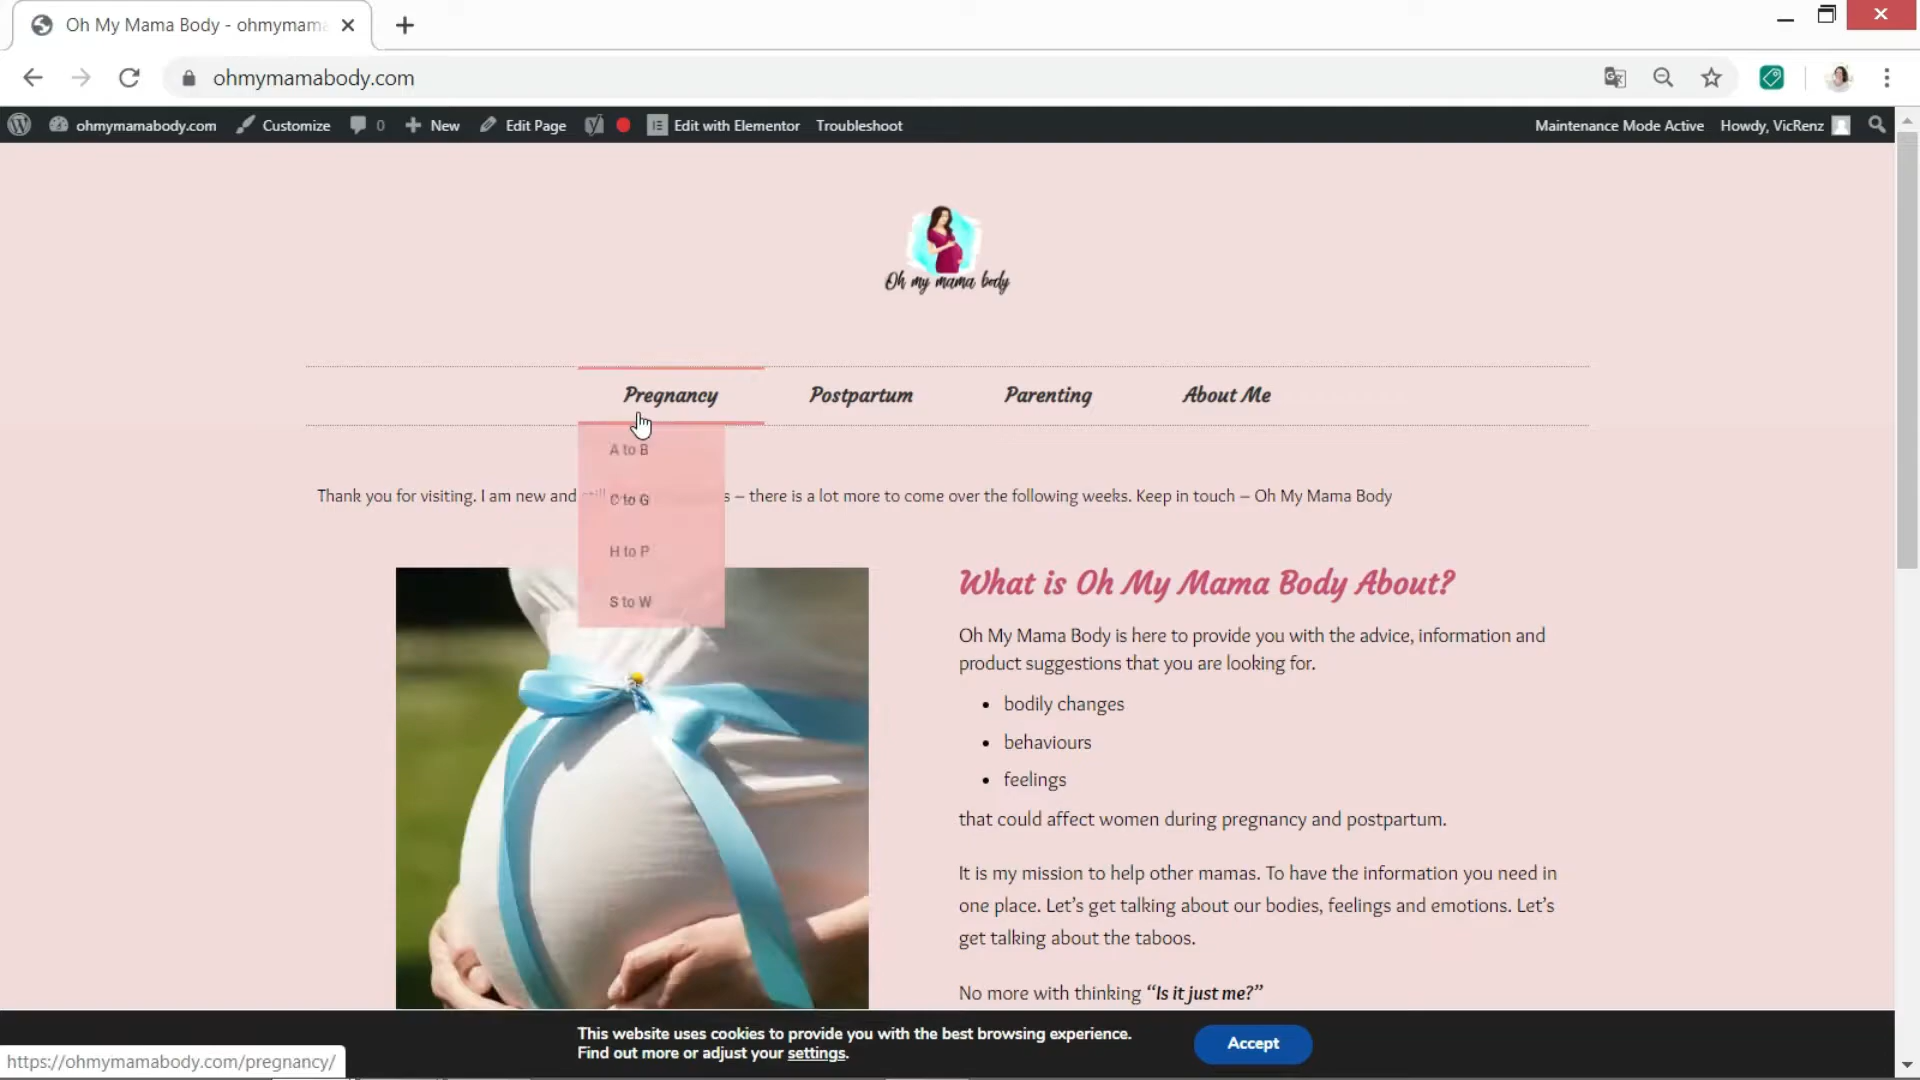 Oh My Mama Body - ohmymama
ohmymamabody.com
ohmymamabody.com Customize 0 New Edit Page Edit with Elementor Troubleshoot Maintenance Mode Active Howdy, VicRenz
Oh my mama body
Pregnancy Postpartum Parenting About Me
A to B
C to G
H to P
S to W
Thank you for visiting. I am new and still s – there is a lot more to come over the following weeks. Keep in touch – Oh My Mama Body
What is Oh My Mama Body About?
Oh My Mama Body is here to provide you with the advice, information and
product suggestions that you are looking for.
• bodily changes
• behaviours
• feelings
that could affect women during pregnancy and postpartum.
It is my mission to help other mamas. To have the information you need in
one place. Let’s get talking about our bodies, feelings and emotions. Let’s
get talking about the taboos.
No more with thinking “Is it just me?”
This website uses cookies to provide you with the best browsing experience.
Find out more or adjust your settings.
Accept
https://ohmymamabody.com/pregnancy/